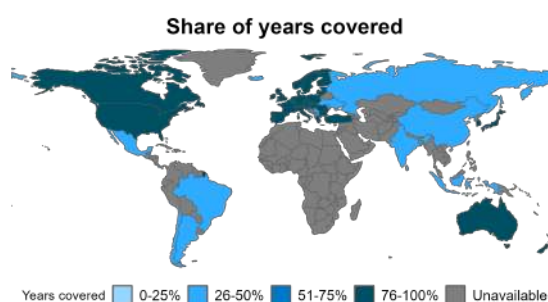 Share of years covered
Years covered 0-25% 26-50% 51-75% 76-100% Unavailable